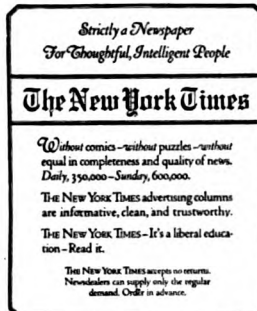 Strictly a Newspaper
For Thoughtful, Intelligent People
The New York Times
Without comics – without puzzles – without
equal in completeness and quality of news.
Daily, 350,000 – Sunday, 600,000.
THE NEW YORK TIMES advertising columns
are informative, clean, and trustworthy.
THE NEW YORK TIMES – It's a liberal educa-
tion – Read it.
THE NEW YORK TIMES accepts no returns.
Newsdealers can supply only the regular
demand. Order in advance.